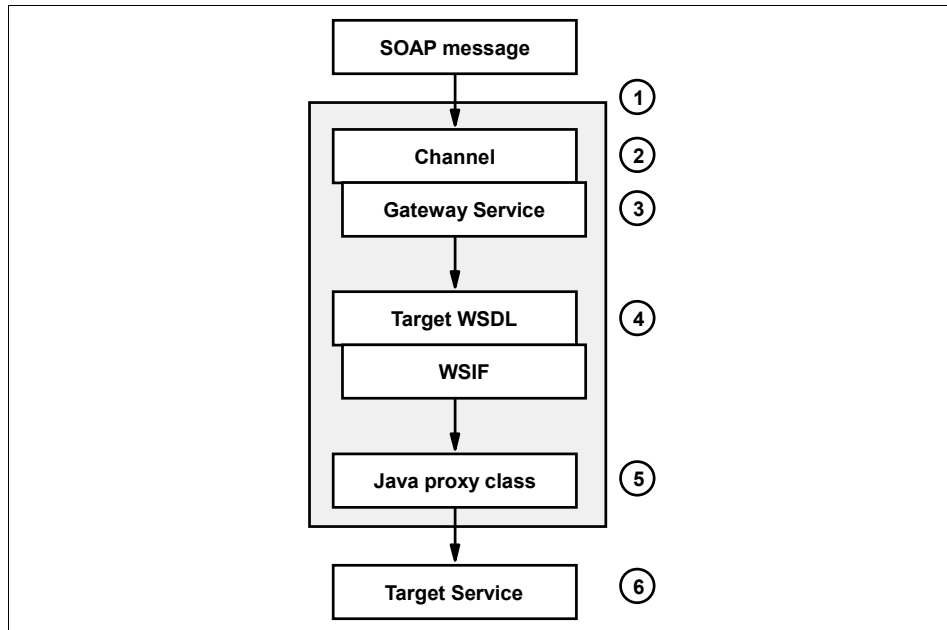 SOAP message
1
Channel
2
Gateway Service
3
Target WSDL
4
WSIF
Java proxy class
5
Target Service
6